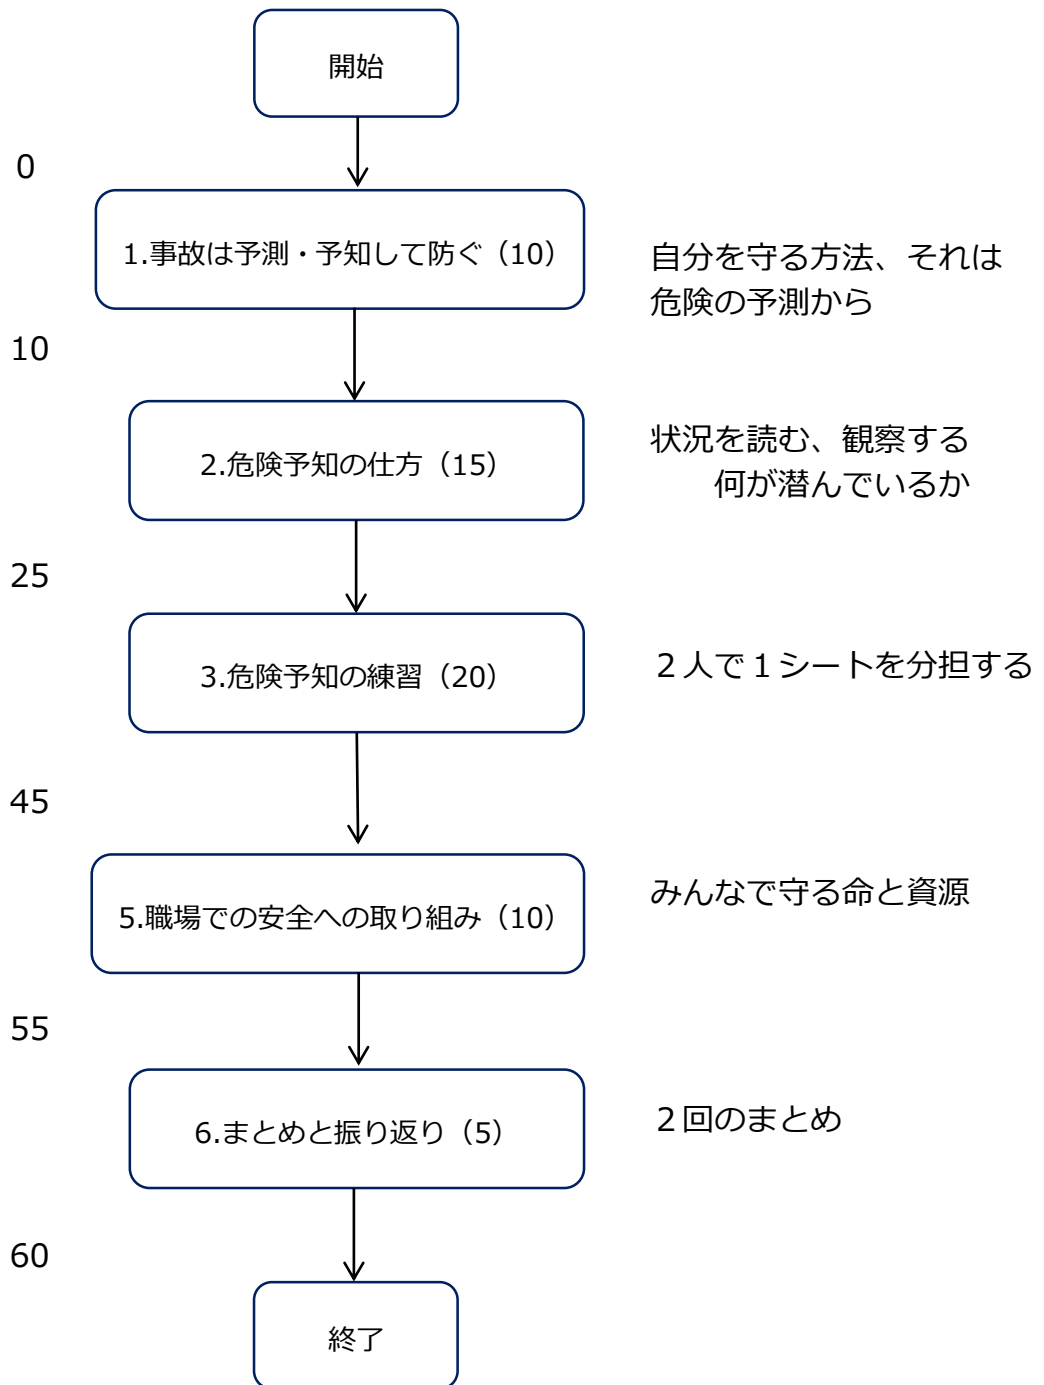 開始
0
1.事故は予測・予知して防ぐ（10）
自分を守る方法、それは
危険の予測から
10
2.危険予知の仕方（15）
状況を読む、観察する
何が潜んでいるか
25
3.危険予知の練習（20）
２人で１シートを分担する
45
5.職場での安全への取り組み（10）
みんなで守る命と資源
55
6.まとめと振り返り（5）
２回のまとめ
60
終了